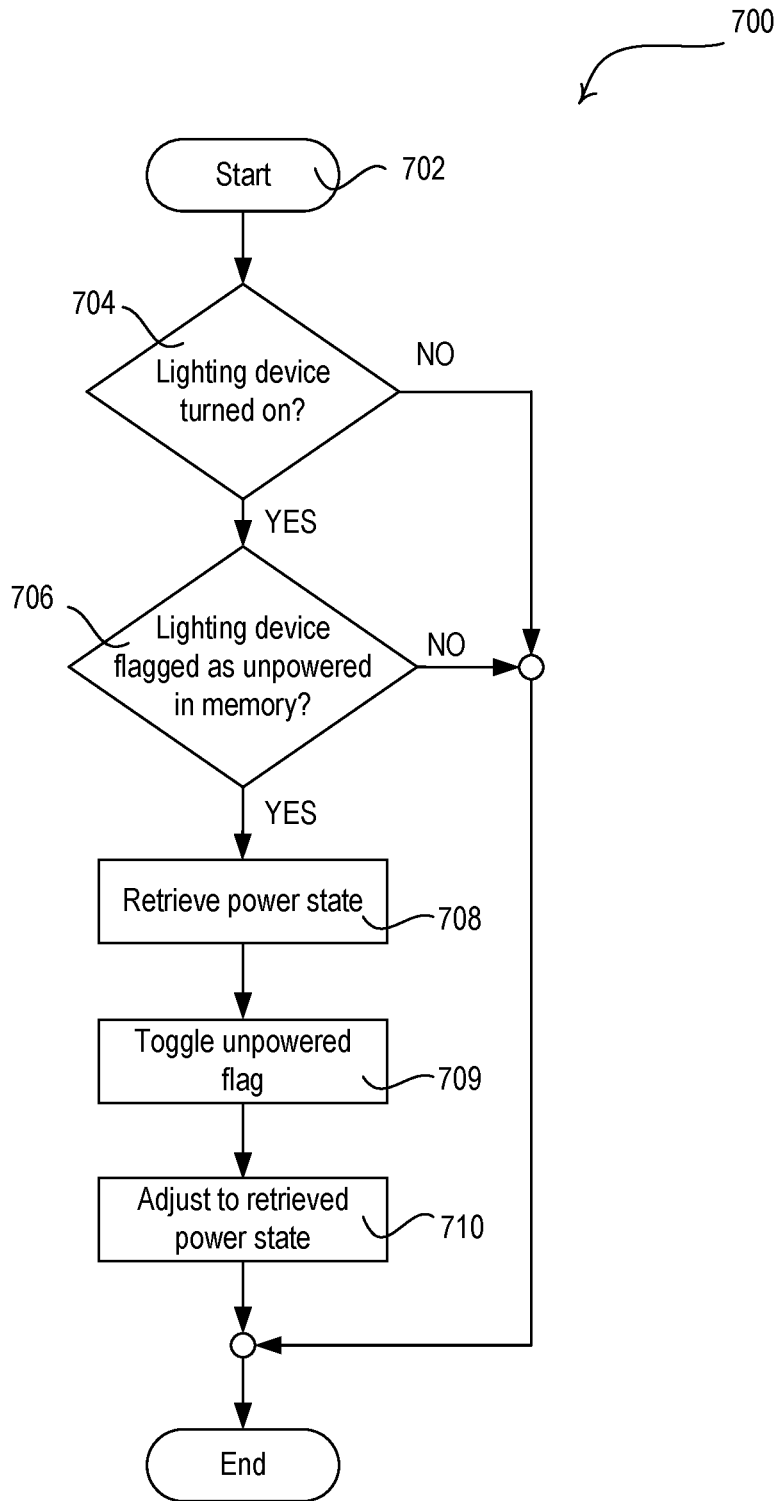 700
Start
702
704
Lighting device
turned on?
NO
YES
706
Lighting device
flagged as unpowered
in memory?
NO
YES
Retrieve power state
708
Toggle unpowered
flag
709
Adjust to retrieved
power state
710
End